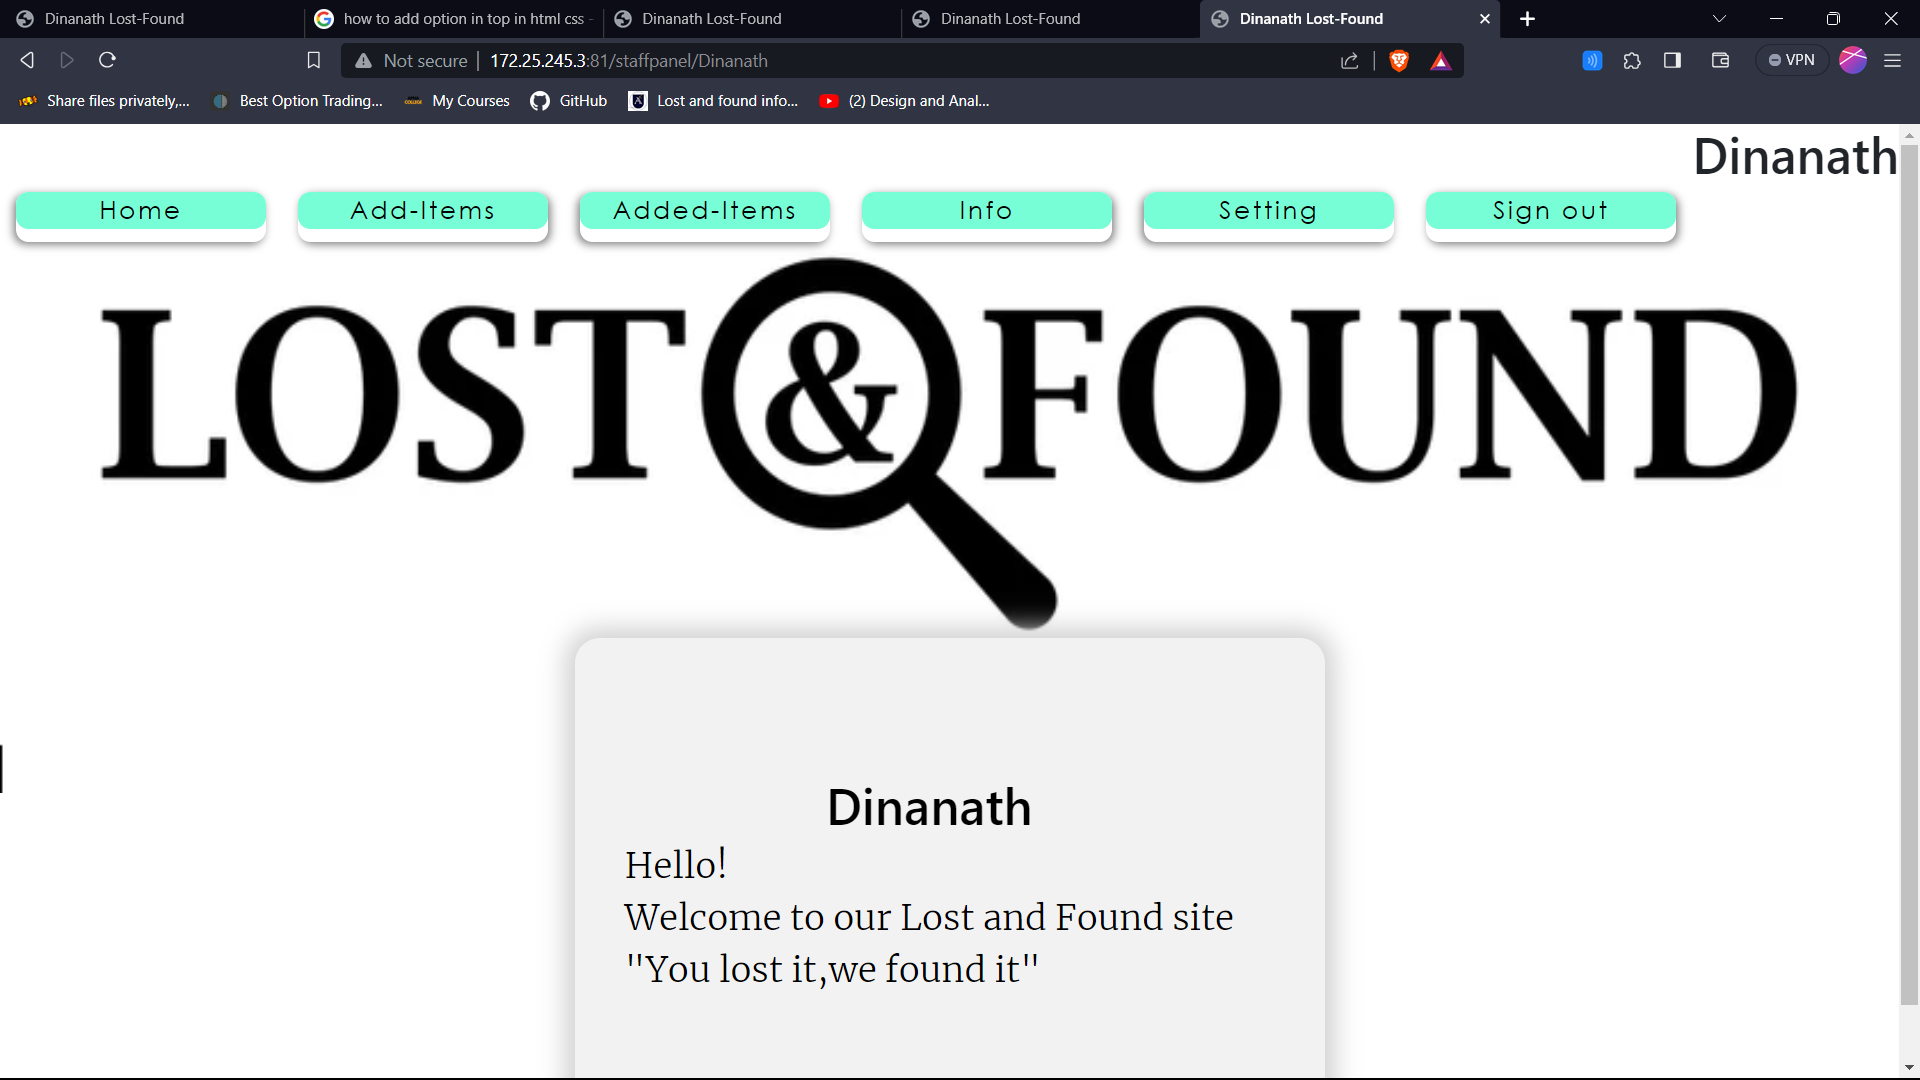 Dinanath Lost-Found
how to add option in top in html css -
Dinanath Lost-Found
Dinanath Lost-Found
Dinanath Lost-Found
Not secure
172.25.245.3:81/staffpanel/Dinanath
VPN
Share files privately,...
Best Option Trading...
My Courses
GitHub
Lost and found info...
(2) Design and Anal...
Dinanath
Home
Add-Items
Added-Items
Info
Setting
Sign out
LOST & FOUND
Dinanath
Hello!
Welcome to our Lost and Found site
"You lost it,we found it"